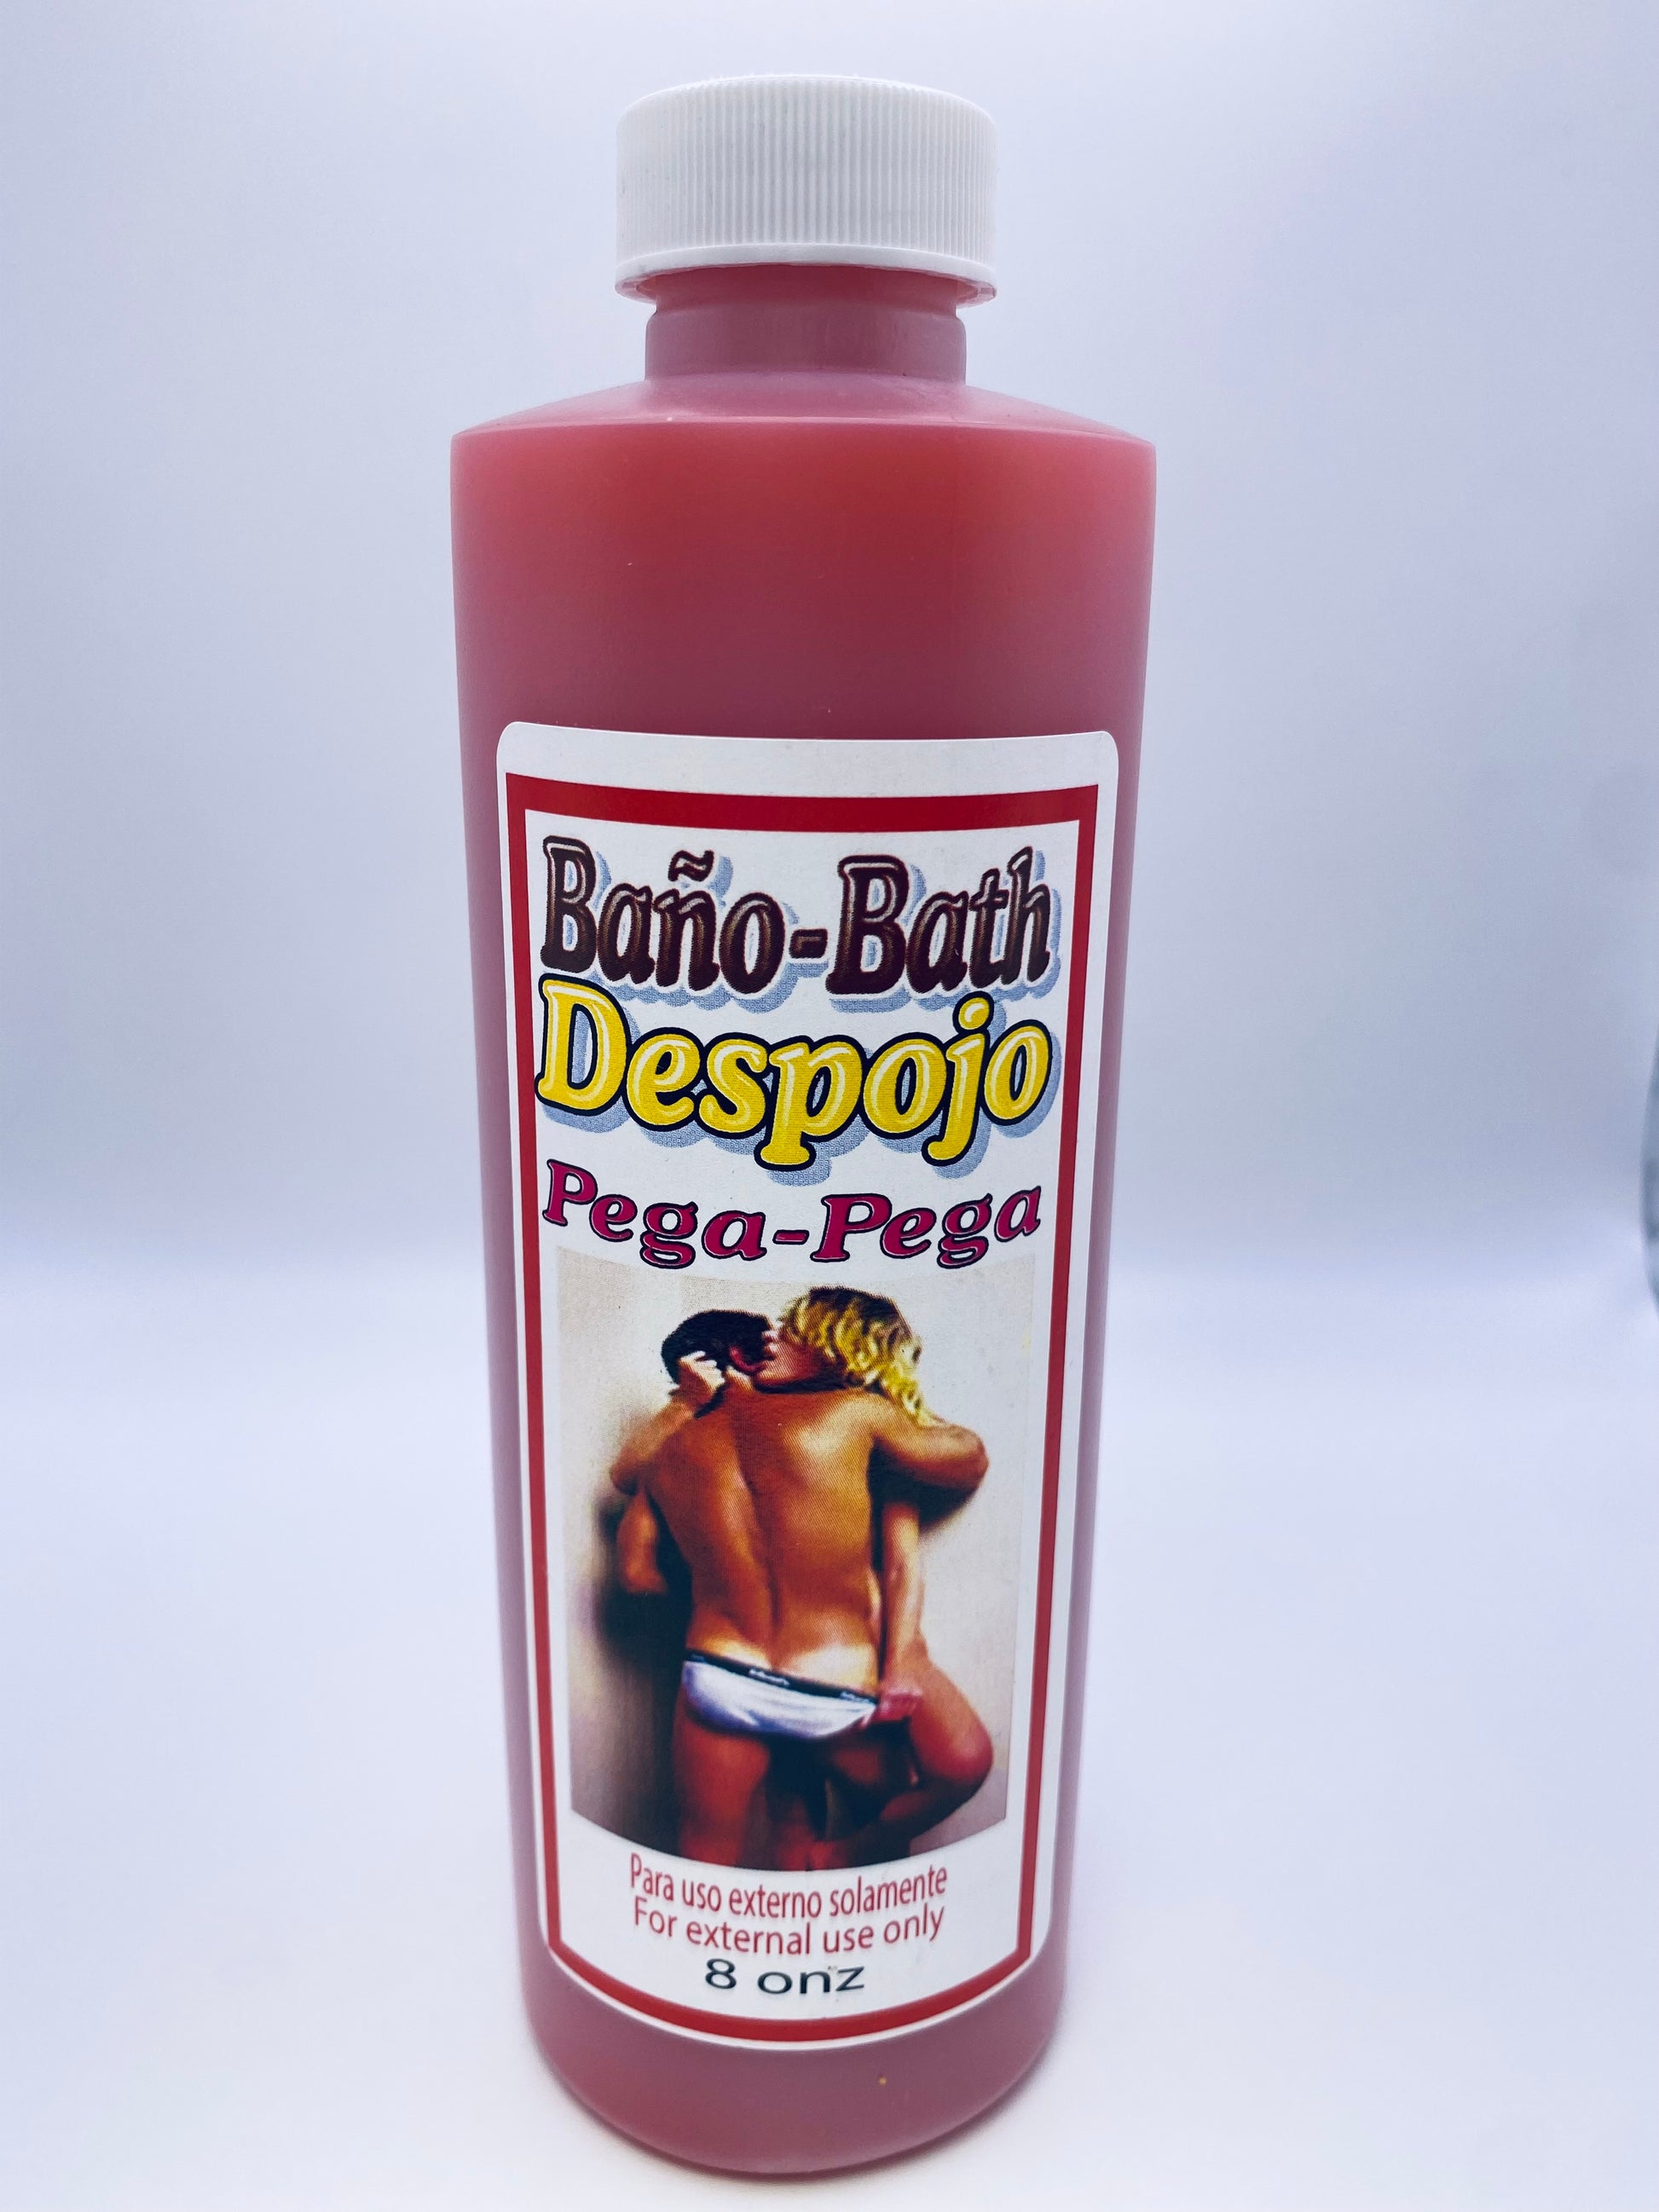 Baño-Bath
Despojo
Pega-Pega
Para uso externo solamente
For external use only
8 onz